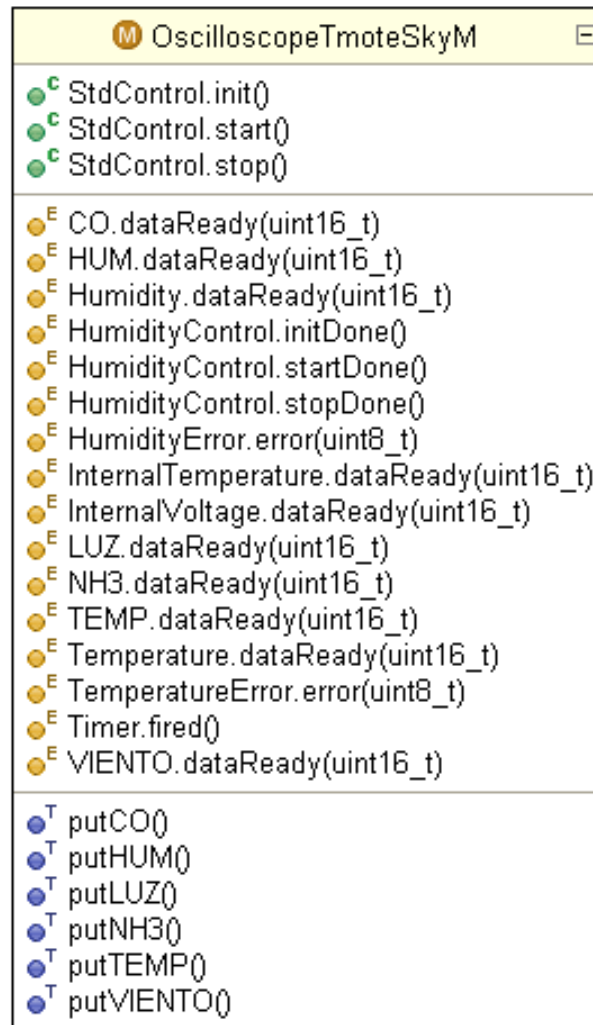 M OscilloscopeTmoteSkyM
C StdControl.init()
C StdControl.start()
C StdControl.stop()
E CO.dataReady(uint16_t)
E HUM.dataReady(uint16_t)
E Humidity.dataReady(uint16_t)
E HumidityControl.initDone()
E HumidityControl.startDone()
E HumidityControl.stopDone()
E HumidityError.error(uint8_t)
E InternalTemperature.dataReady(uint16_t)
E InternalVoltage.dataReady(uint16_t)
E LUZ.dataReady(uint16_t)
E NH3.dataReady(uint16_t)
E TEMP.dataReady(uint16_t)
E Temperature.dataReady(uint16_t)
E TemperatureError.error(uint8_t)
E Timer.fired()
E VIENTO.dataReady(uint16_t)
T putCO()
T putHUM()
T putLUZ()
T putNH3()
T putTEMP()
T putVIENTO()